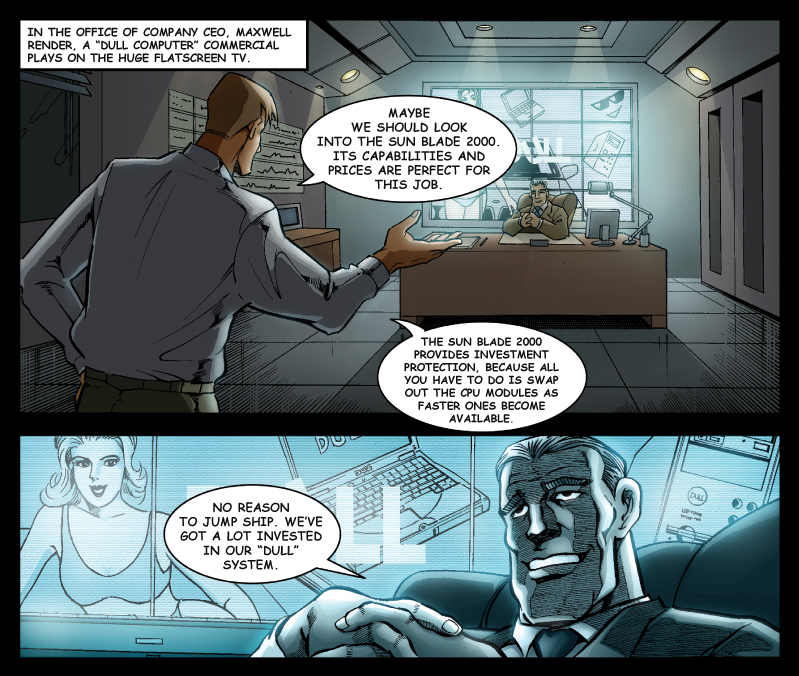 IN THE OFFICE OF COMPANY CEO, MAXWELL
RENDER, A "DULL COMPUTER" COMMERCIAL
PLAYS ON THE HUGE FLATSCREEN TV.
MAYBE
WE SHOULD LOOK
INTO THE SUN BLADE 2000.
ITS CAPABILITIES AND
PRICES ARE PERFECT FOR
THIS JOB.
THE SUN BLADE 2000
PROVIDES INVESTMENT
PROTECTION, BECAUSE ALL
YOU HAVE TO DO IS SWAP
OUT THE CPU MODULES AS
FASTER ONES BECOME
AVAILABLE.
DULL
DULL
NO REASON
TO JUMP SHIP. WE'VE
GOT A LOT INVESTED
IN OUR "DULL"
SYSTEM.